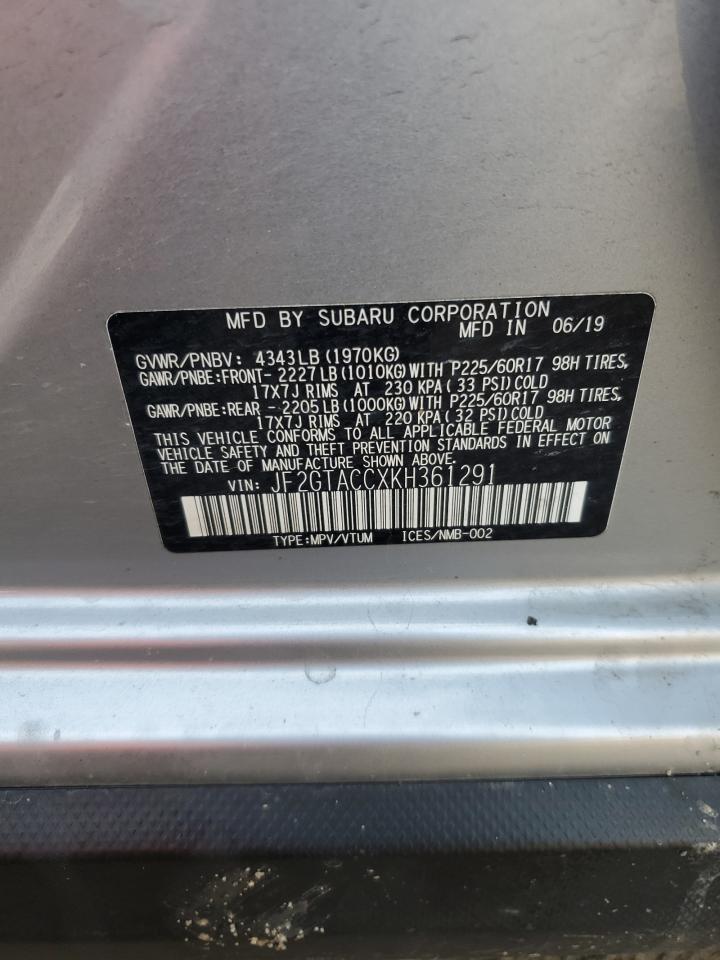 MFD BY SUBARU CORPORATION
MFD IN 06/19
GVWR/PNBV: 4343LB (1970KG)
GAWR/PNBE:FRONT- 2227LB (1010KG) WITH P225/60R17 98H TIRES,
17X7J RIMS AT 230 KPA (33 PSI) COLD
GAWR/PNBE:REAR - 2205LB (1000KG) WITH P225/60R17 98H TIRES,
17X7J RIMS AT 220 KPA (32 PSI) COLD
THIS VEHICLE CONFORMS TO ALL APPLICABLE FEDERAL MOTOR
VEHICLE SAFETY AND THEFT PREVENTION STANDARDS IN EFFECT ON
THE DATE OF MANUFACTURE SHOWN ABOVE.
VIN: JF2GTACCXKH361291
TYPE:MPV/VTUM ICES/NMB-002